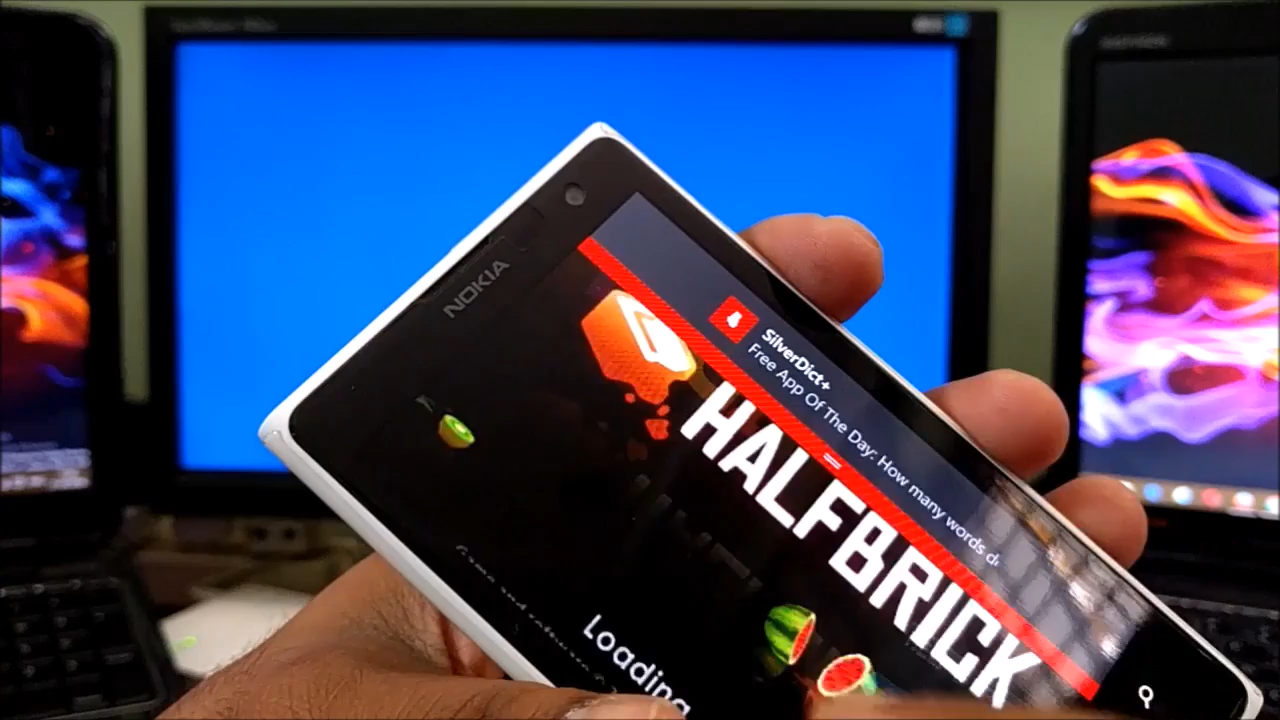 NOKIA
SilverDict+
Free App Of The Day: How many words d
HALFBRICK
Loading